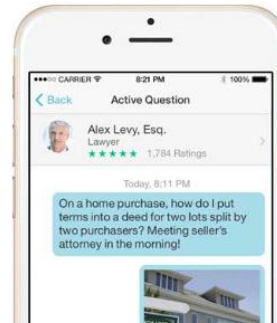 CARRIER 8:21 PM 100%
Back Active Question
Alex Levy, Esq.
Lawyer
1,784 Ratings
Today, 8:11 PM
On a home purchase, how do I put
terms into a deed for two lots split by
two purchasers? Meeting seller's
attorney in the morning!